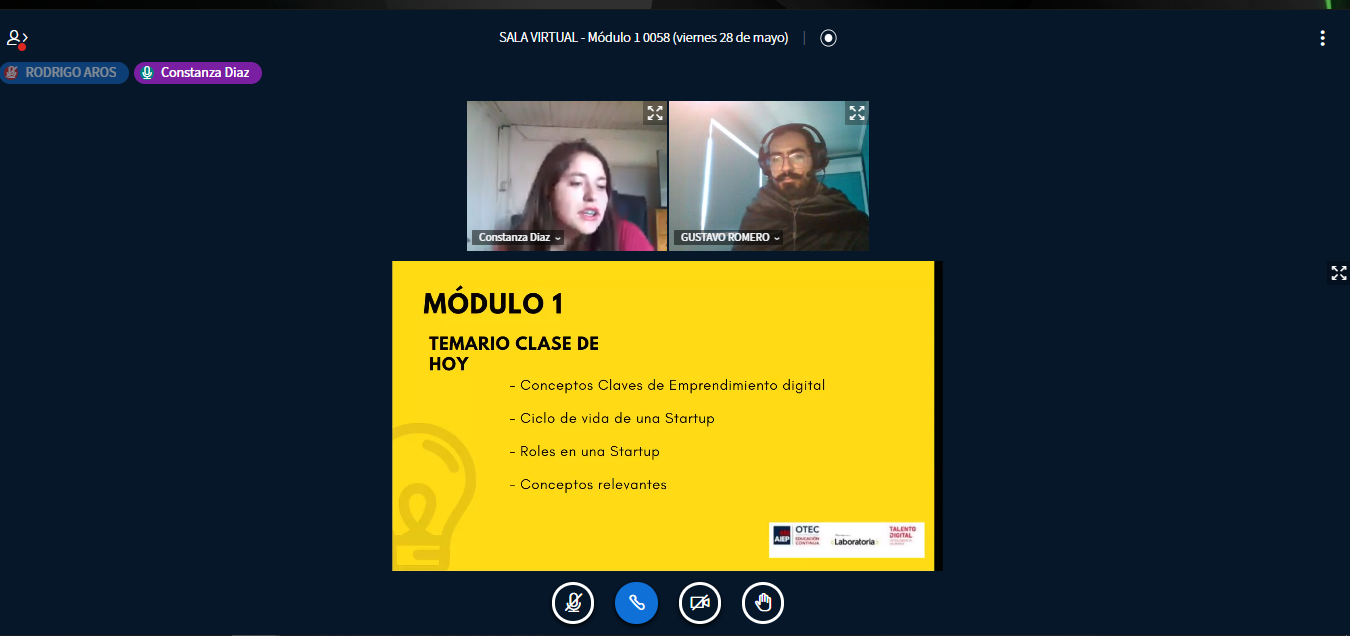 SALA VIRTUAL - Módulo 1 0058 (viernes 28 de mayo)
RODRIGO AROS
Constanza Diaz
Constanza Diaz
GUSTAVO ROMERO
MÓDULO 1
TEMARIO CLASE DE
HOY
- Conceptos Claves de Emprendimiento digital
- Ciclo de vida de una Startup
- Roles en una Startup
- Conceptos relevantes
AIEP
OTEC
EDUCACIÓN
CONTINUA
Laboratoria
TALENTO
DIGITAL